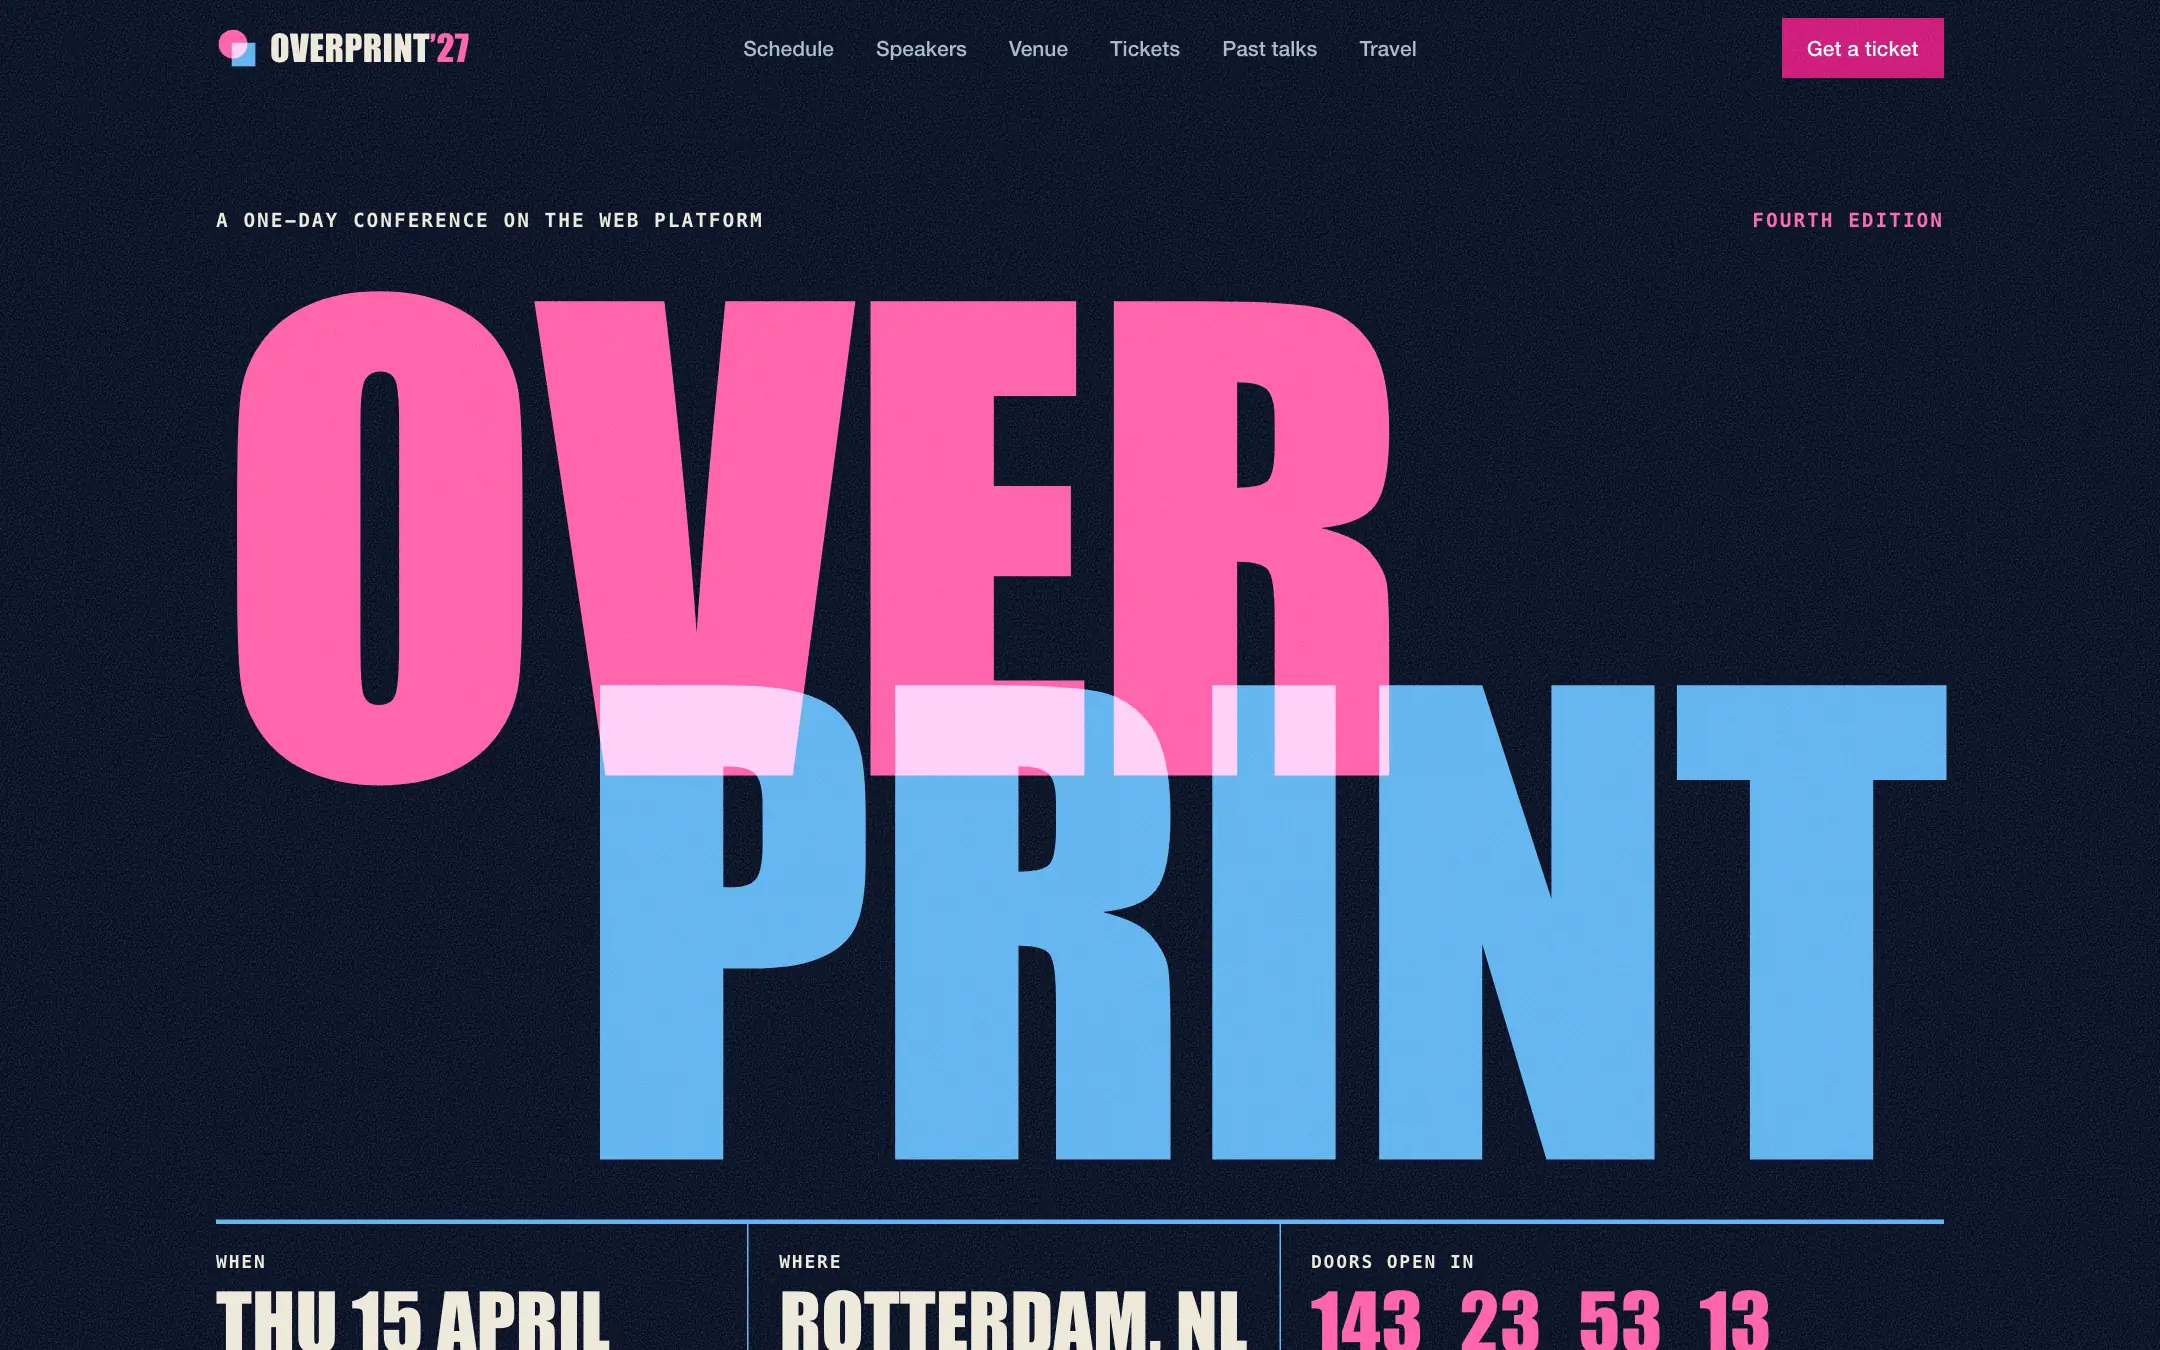 OVERPRINT'27
Schedule Speakers Venue Tickets Past talks Travel
Get a ticket
A ONE–DAY CONFERENCE ON THE WEB PLATFORM
FOURTH EDITION
OVER
PRINT
WHEN
THU 15 APRIL
WHERE
ROTTERDAM, NL
DOORS OPEN IN
143 23 53 13